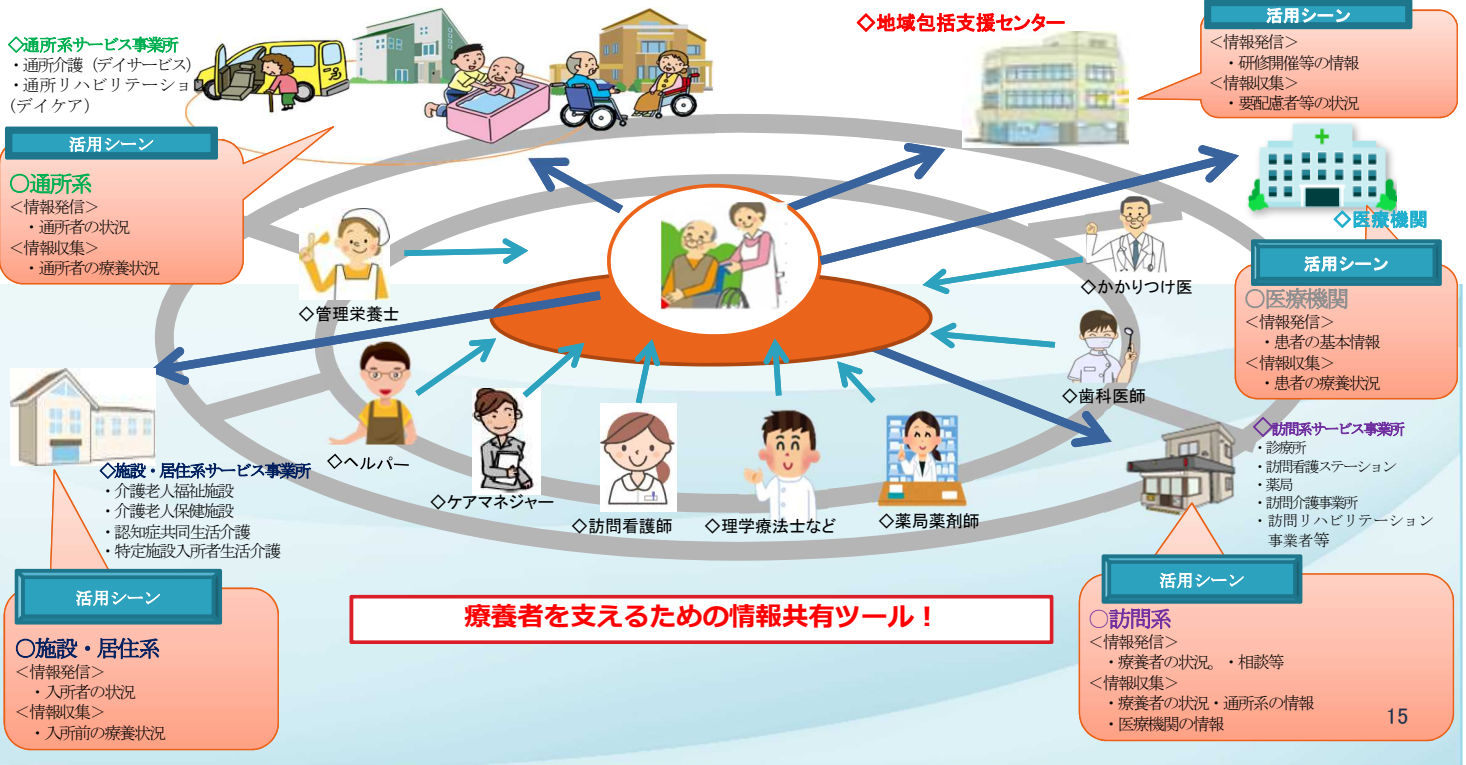 ◇通所系サービス事業所
・通所介護（デイサービス）
・通所リハビリテーショ
(デイケア）
活用シーン
○通所系
＜情報発信＞
・通所者の状況
＜情報収集＞
・通所者の療養状況
◇地域包括支援センター
活用シーン
＜情報発信＞
・研修開催等の情報
＜情報収集＞
・要配慮者等の状況
◇医療機関
活用シーン
○医療機関
＜情報発信＞
・患者の基本情報
＜情報収集＞
・患者の療養状況
◇管理栄養士
◇かかりつけ医
◇歯科医師
◇ヘルパー
◇ケアマネジャー
◇訪問看護師
◇理学療法士など
◇薬局薬剤師
◇施設・居住系サービス事業所
・介護老人福祉施設
・介護老人保健施設
・認知症共同生活介護
・特定施設入所者生活介護
活用シーン
○施設・居住系
＜情報発信＞
・入所者の状況
＜情報収集＞
・入所前の療養状況
療養者を支えるための情報共有ツール！
◇訪問系サービス事業所
・診療所
・訪問看護ステーション
・薬局
・訪問介護事業所
・訪問リハビリテーション
事業者等
活用シーン
○訪問系
＜情報発信＞
・療養者の状況。・相談等
＜情報収集＞
・療養者の状況・通所系の情報
・医療機関の情報
15